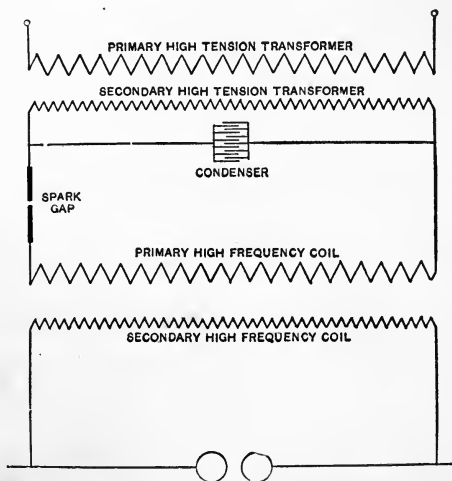 PRIMARY HIGH TENSION TRANSFORMER
SECONDARY HIGH TENSION TRANSFORMER
CONDENSER
SPARK
GAP
PRIMARY HIGH FREQUENCY COIL
SECONDARY HIGH FREQUENCY COIL